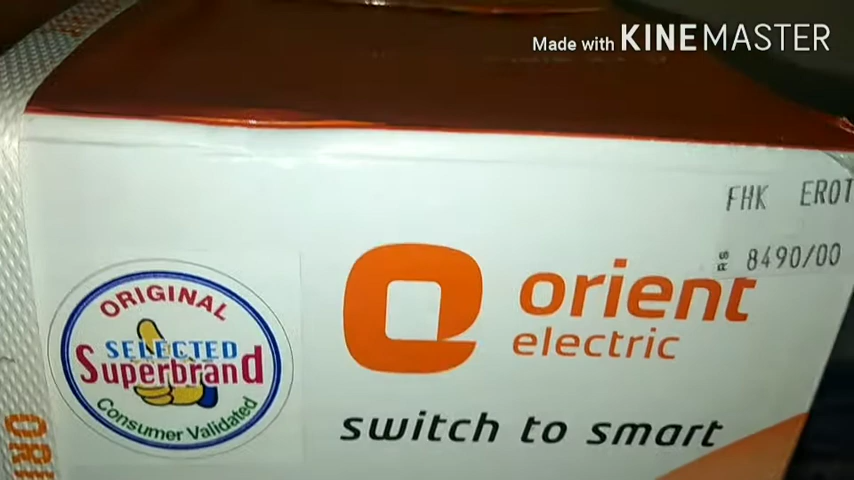 Made with KINEMASTER
FHK EROT
RS 8490/00
orient
electric
switch to smart
ORIGINAL
SELECTED
Superbrand
Consumer Validated